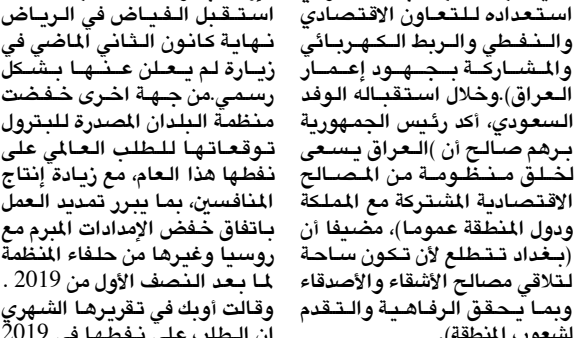 استعداده للتعاون الاقتصادي
والنفطي والربط الكهربائي
والمشاركة بجهود إعمار
العراق).وخلال استقباله الوفد
السعودي، أكد رئيس الجمهورية
برهم صالح أن )العراق يسعى
لخلق منظومة من المصالح
الاقتصادية المشتركة مع المملكة
ودول المنطقة عموما)، مضيفا أن
(بغداد تتطلع لأن تكون ساحة
لتلاقي مصالح الأشقاء والأصدقاء
وبما يحقق الرفاهية والتقدم
لشعوب المنطقة).
استقبل الفياض في الرياض
نهاية كانون الثاني الماضي في
زيارة لم يعلن عنها بشكل
رسمي.من جهة اخرى خفضت
منظمة البلدان المصدرة للبترول
توقعاتها للطلب العالمي على
نفطها هذا العام، مع زيادة إنتاج
المنافسين، بما يبرر تمديد العمل
باتفاق خفض الإمدادات المبرم مع
روسيا وغيرها من حلفاء المنظمة
لما بعد النصف الأول من 2019 .
وقالت أوبك في تقريرها الشهري
إن الطلب على نفطها في 2019